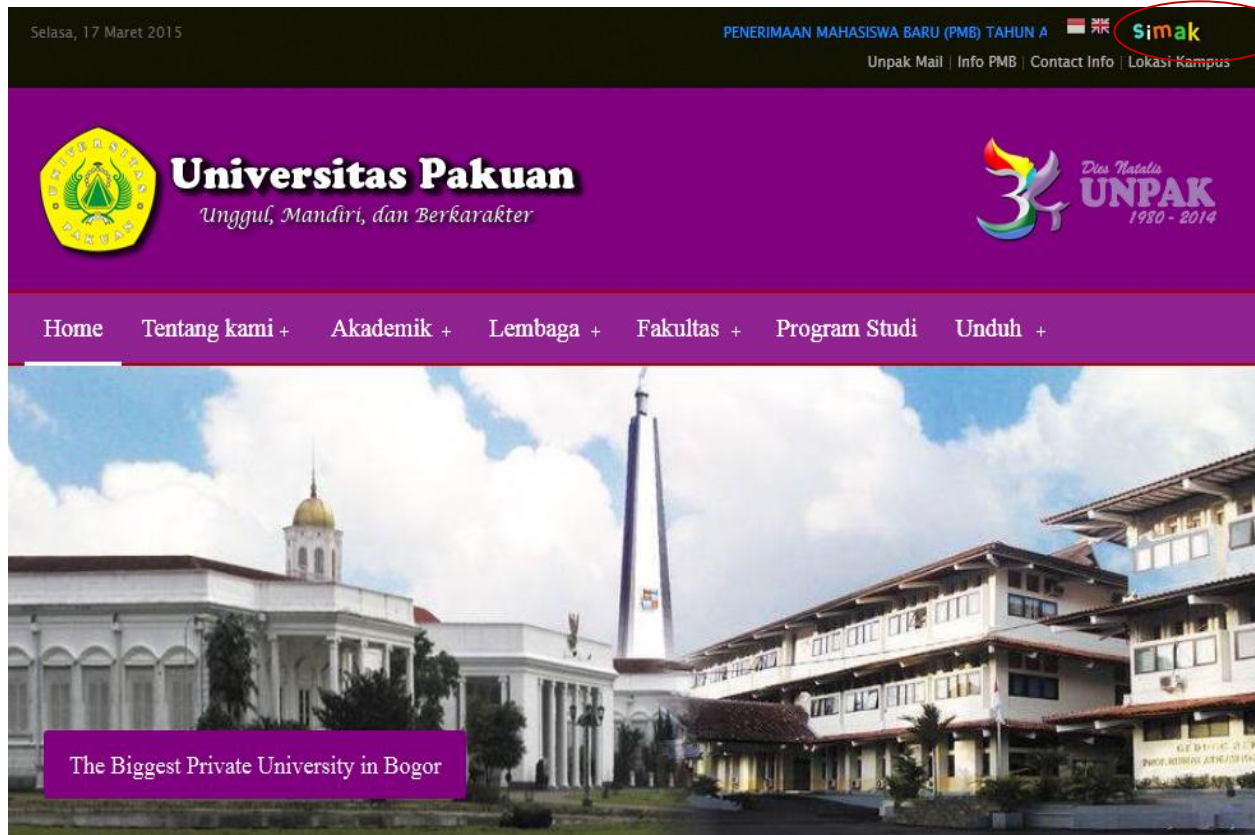 Selasa, 17 Maret 2015
PENERIMAAN MAHASISWA BARU (PMB) TAHUN A
simak
Unpak Mail | Info PMB | Contact Info | Lokasi Kampus
UNIVERSITAS
PAKUAN
Universitas Pakuan
Unggul, Mandiri, dan Berkarakter
Dies Natalis
UNPAK
1980 - 2014
Home Tentang kami + Akademik + Lembaga + Fakultas + Program Studi Unduh +
The Biggest Private University in Bogor